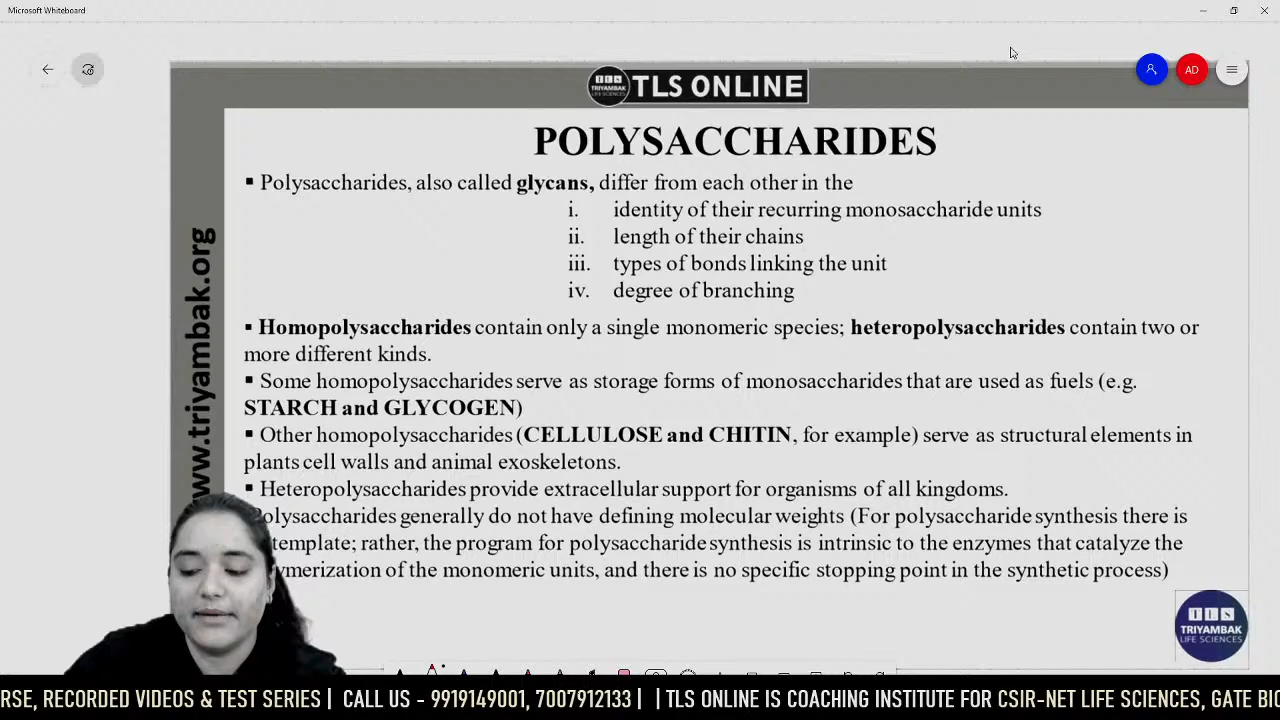 Microsoft Whiteboard
TRIYAMBAK
LIFE SCIENCES
TLS ONLINE
AD
POLYSACCHARIDES
▪ Polysaccharides, also called glycans, differ from each other in the
i. identity of their recurring monosaccharide units
ii. length of their chains
iii. types of bonds linking the unit
iv. degree of branching
▪ Homopolysaccharides contain only a single monomeric species; heteropolysaccharides contain two or
more different kinds.
▪ Some homopolysaccharides serve as storage forms of monosaccharides that are used as fuels (e.g.
STARCH and GLYCOGEN)
▪ Other homopolysaccharides (CELLULOSE and CHITIN, for example) serve as structural elements in
plants cell walls and animal exoskeletons.
▪ Heteropolysaccharides provide extracellular support for organisms of all kingdoms.
Polysaccharides generally do not have defining molecular weights (For polysaccharide synthesis there is
template; rather, the program for polysaccharide synthesis is intrinsic to the enzymes that catalyze the
ymerization of the monomeric units, and there is no specific stopping point in the synthetic process)
www.triyambak.org
TLS
TRIYAMBAK
LIFE SCIENCES
RSE, RECORDED VIDEOS & TEST SERIES | CALL US - 9919149001, 7007912133 | | TLS ONLINE IS COACHING INSTITUTE FOR CSIR-NET LIFE SCIENCES, GATE BI